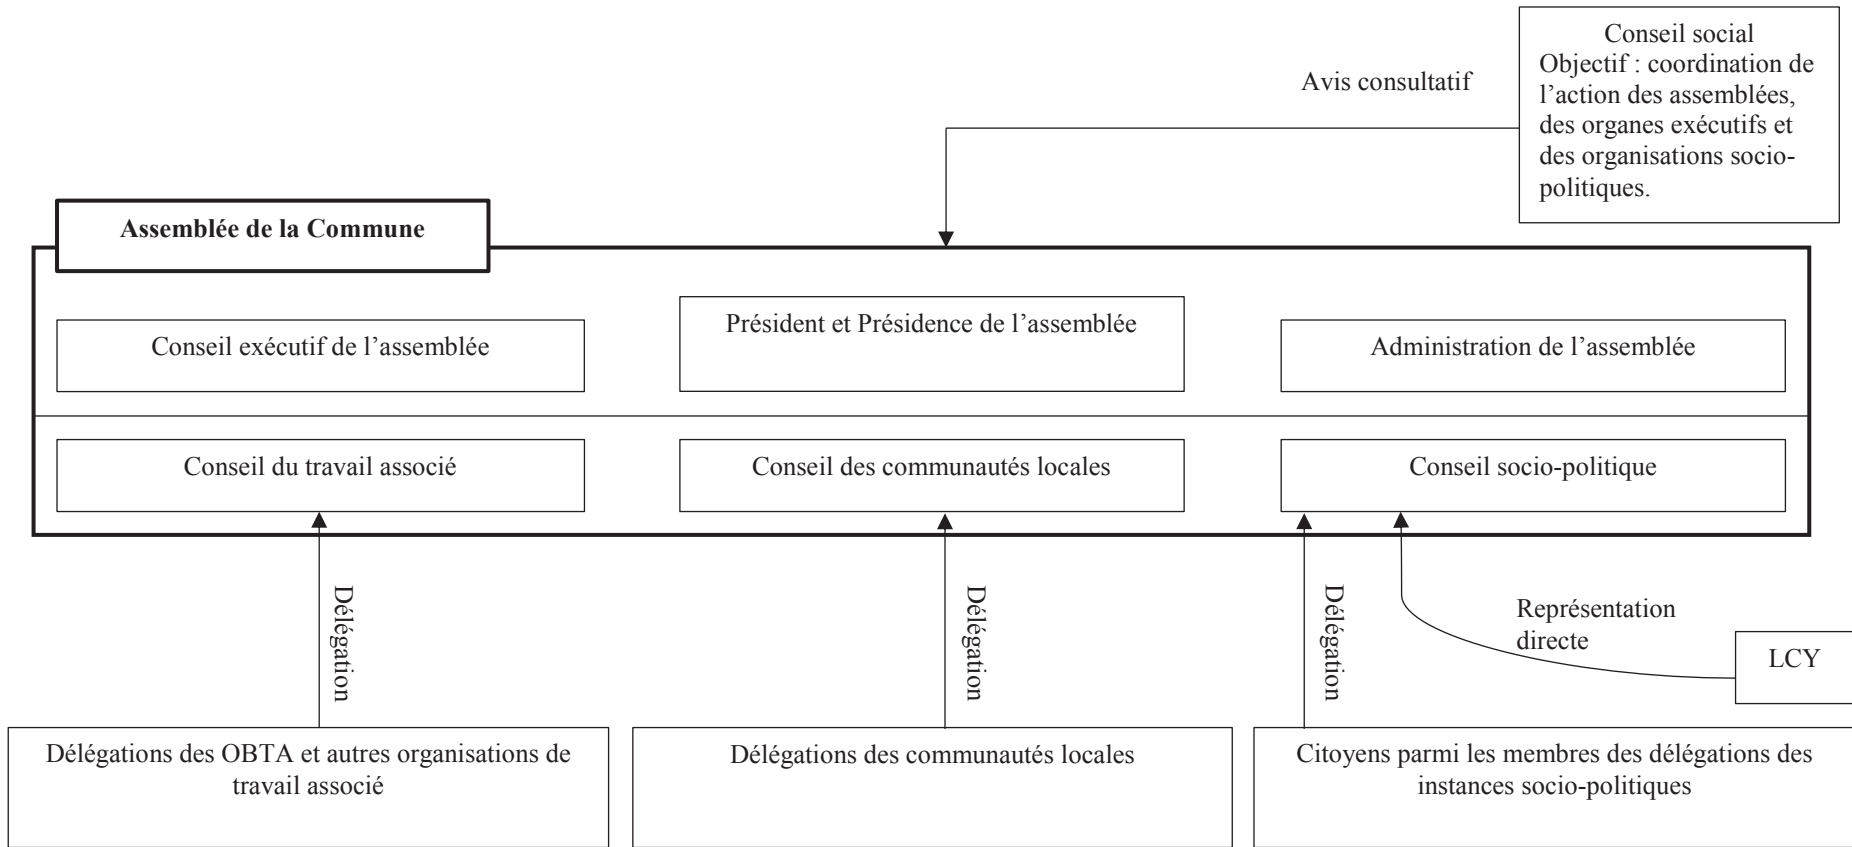 Conseil social
Objectif : coordination de
l’action des assemblées,
des organes exécutifs et
des organisations socio-
politiques.
Avis consultatif
Assemblée de la Commune
Conseil exécutif de l’assemblée
Président et Présidence de l’assemblée
Administration de l’assemblée
Conseil du travail associé
Conseil des communautés locales
Conseil socio-politique
Délégation
Délégation
Délégation
Représentation
directe
LCY
Délégations des OBTA et autres organisations de
travail associé
Délégations des communautés locales
Citoyens parmi les membres des délégations des
instances socio-politiques